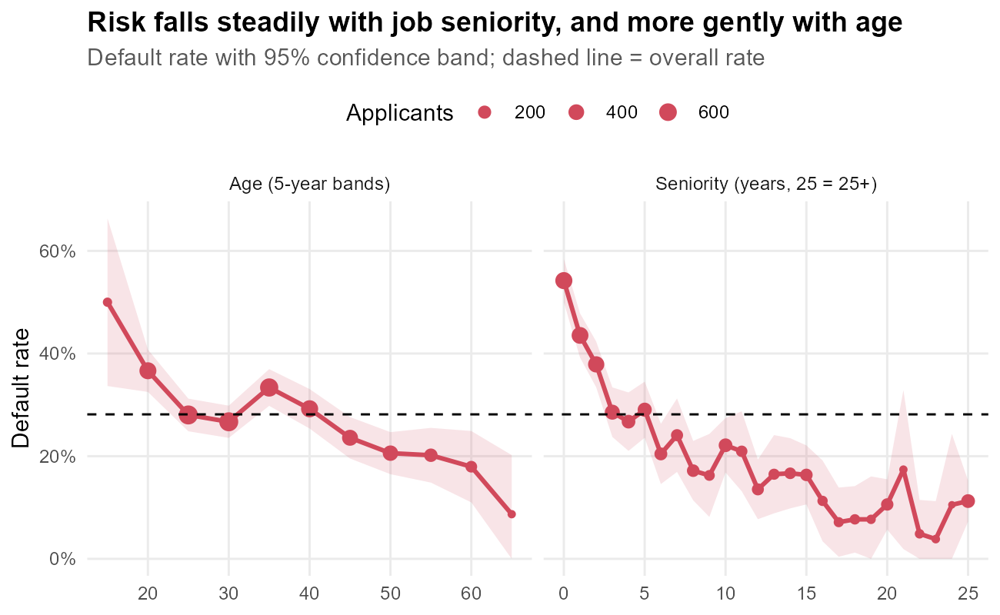 Risk falls steadily with job seniority, and more gently with age
Default rate with 95% confidence band; dashed line = overall rate
Applicants 200 400 600
Age (5-year bands) Seniority (years, 25 = 25+)
Default rate
60%
40%
20%
0%
20 30 40 50 60 0 5 10 15 20 25